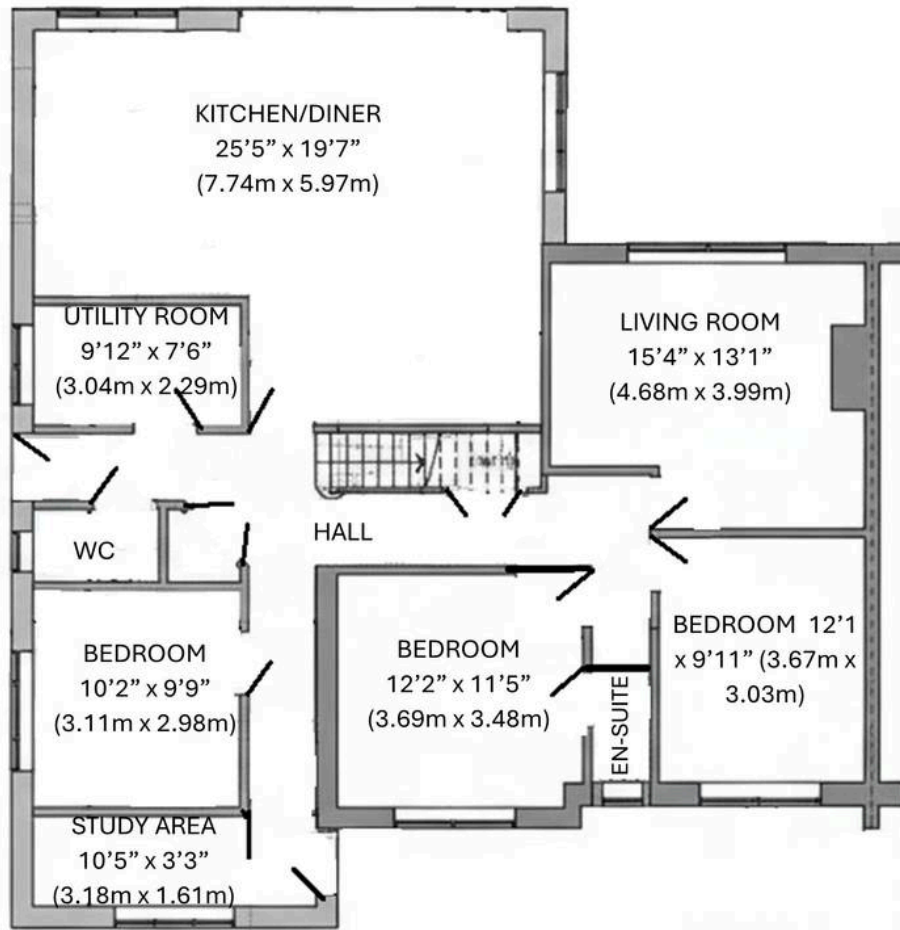 KITCHEN/DINER
25’5” x 19’7”
(7.74m x 5.97m)
UTILITY ROOM
9’12” x 7’6”
(3.04m x 2.29m)
LIVING ROOM
15’4” x 13’1”
(4.68m x 3.99m)
HALL
WC
BEDROOM
10’2” x 9’9”
(3.11m x 2.98m)
BEDROOM
12’2” x 11’5”
(3.69m x 3.48m)
EN-SUITE
BEDROOM 12’1
x 9’11” (3.67m x
3.03m)
STUDY AREA
10’5” x 3’3”
(3.18m x 1.61m)